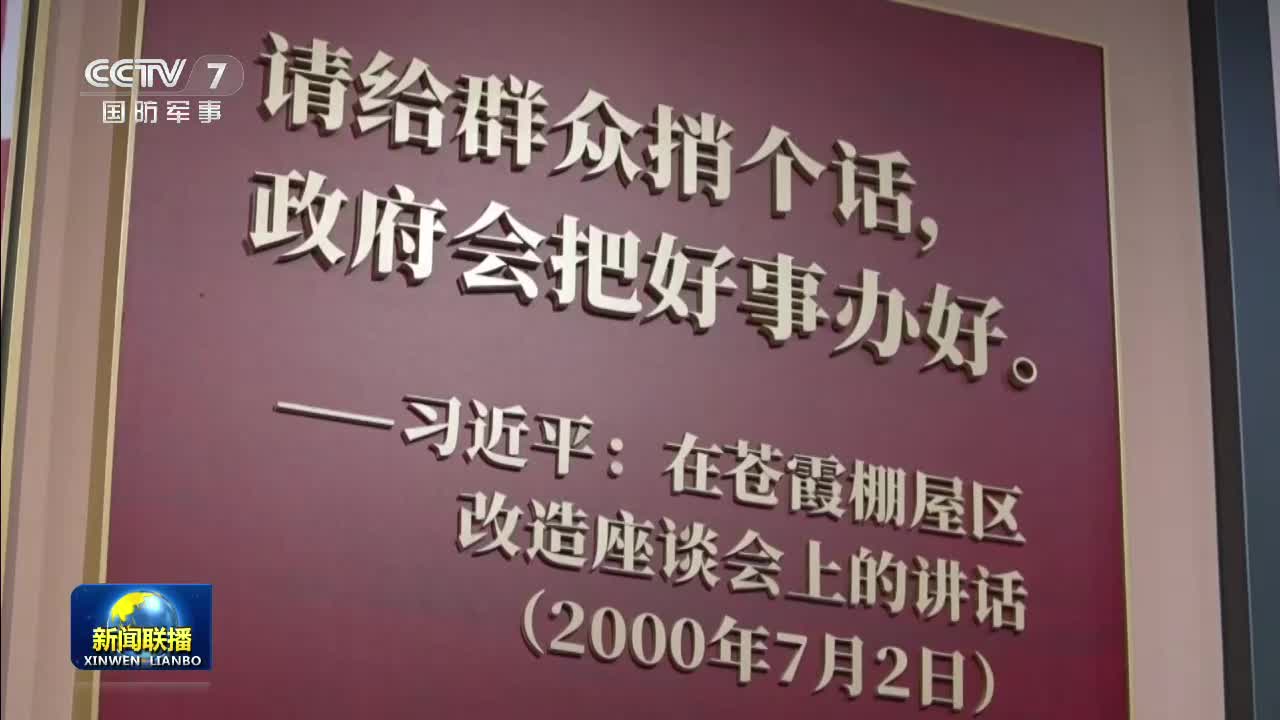 CCTV 7
国防军事
请给群众捎个话，
政府会把好事办好。
——习近平：在苍霞棚屋区
改造座谈会上的讲话
（2000年7月2日）
新闻联播
XINWEN LIANBO